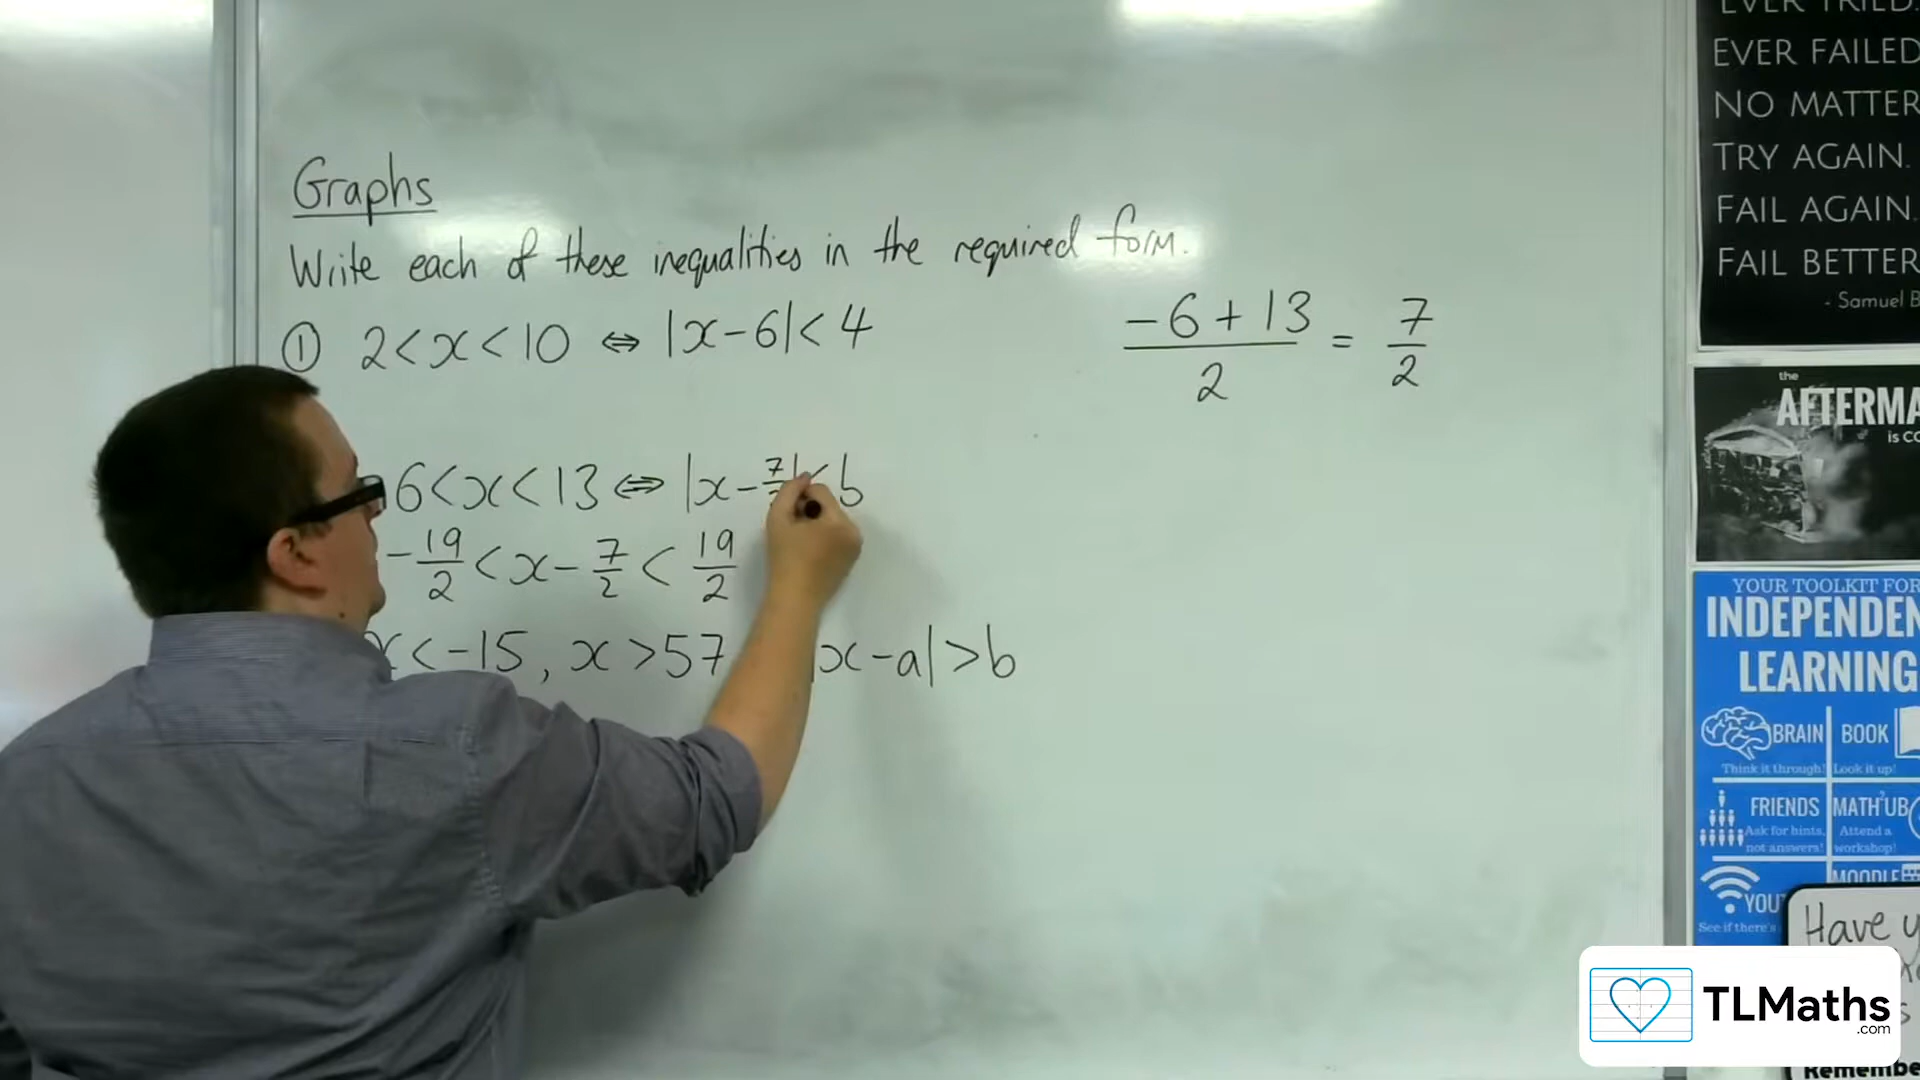 Graphs
Write each of these inequalities in the required form.
① 2<x<10 ⇔ |x-6|<4
6<x<13 ⇔ |x-7/ |< b
-19/2 < x - 7/2 < 19/2
x<-15, x>57 x-a|>b
(-6+13)/2 = 7/2
EVER TRIED.
EVER FAILED
NO MATTER
TRY AGAIN.
FAIL AGAIN.
FAIL BETTER
- Samuel B
the
AFTERMA
is CO
YOUR TOOLKIT FOR
INDEPENDEN
LEARNING
BRAIN
Think it through!
BOOK
Look it up!
FRIENDS
Ask for hints,
not answers!
MATH²UB
Attend a
workshop!
YOU
See if there's
MOODLE
Have y
TLMaths
.com
Remembe